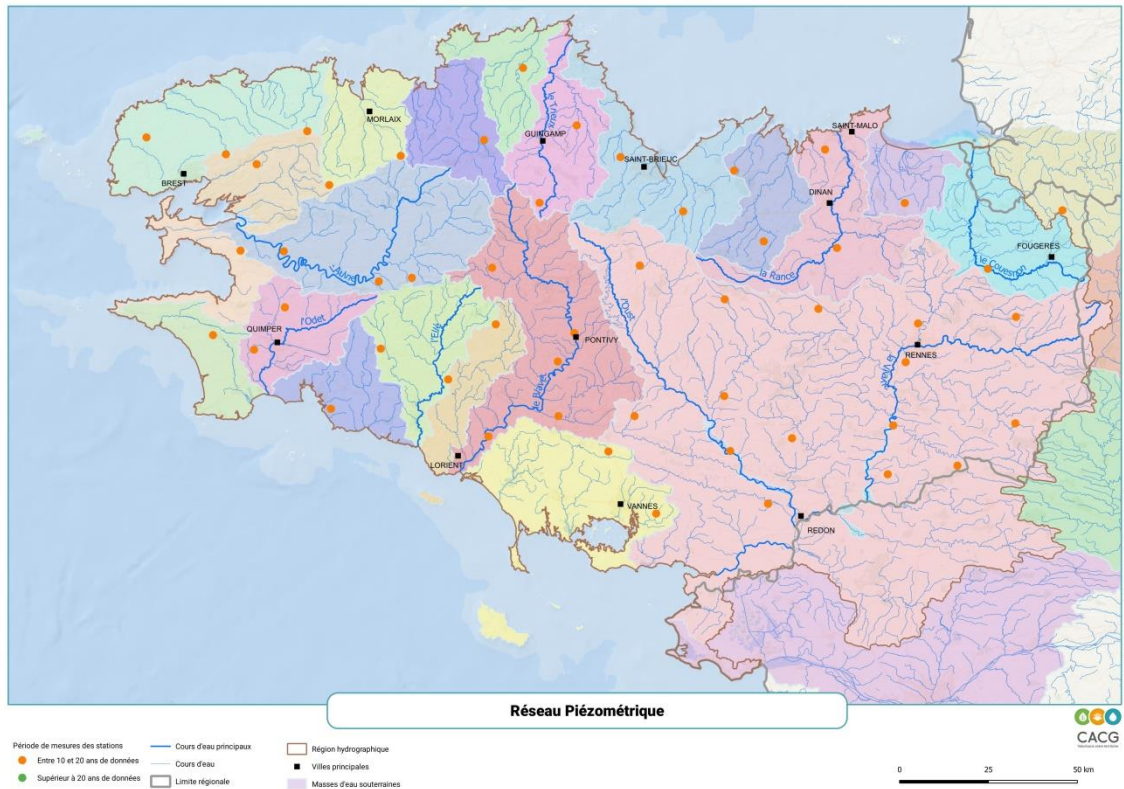 MORLAIX
le Trieux
GUINGAMP
SAINT-MALO
SAINT-BRIEUC
BREST
DINAN
FOUGERES
le Couesnon
Aulne
la Rance
l'Oust
l'Odet
l'Ellé
QUIMPER
PONTIVY
RENNES
la Vilaine
le Blavet
LORIENT
VANNES
REDON
Réseau Piézométrique
CACG
Période de mesures des stations
Entre 10 et 20 ans de données
Supérieur à 20 ans de données
Cours d'eau principaux
Cours d'eau
Limite régionale
Région hydrographique
Villes principales
Masses d'eau souterraines
0 25 50 km